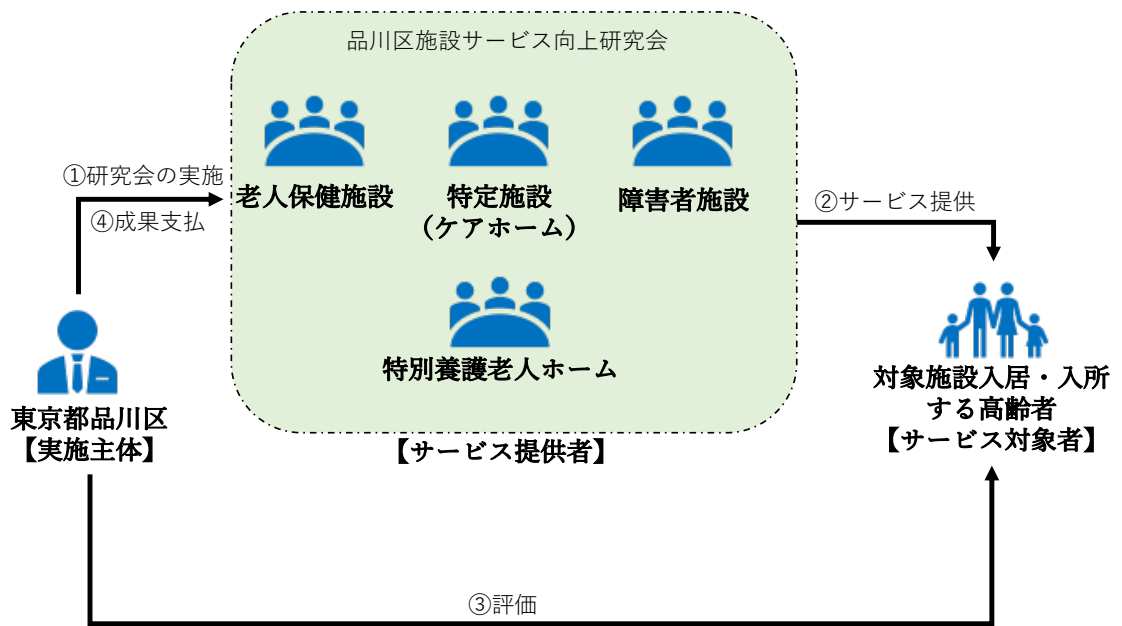 品川区施設サービス向上研究会
①研究会の実施
④成果支払
老人保健施設
特定施設
（ケアホーム）
障害者施設
特別養護老人ホーム
②サービス提供
東京都品川区
【実施主体】
【サービス提供者】
対象施設入居・入所
する高齢者
【サービス対象者】
③評価